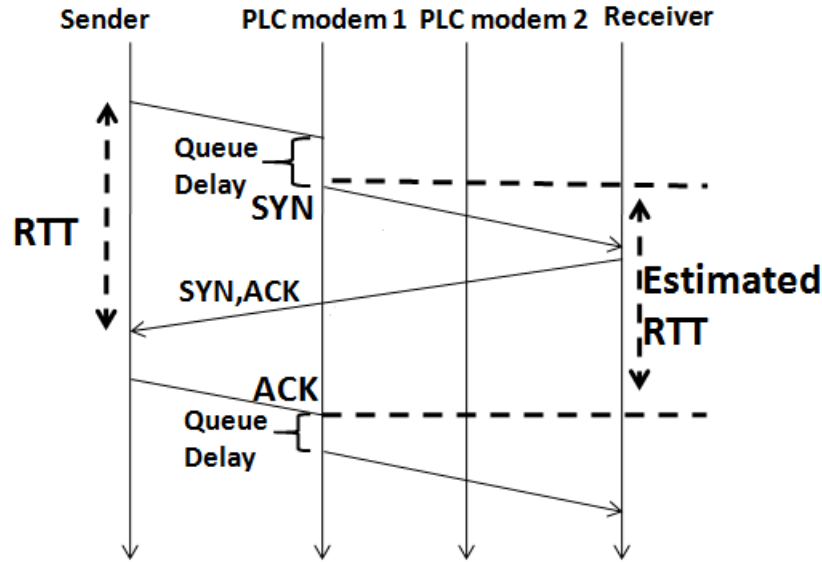 Sender
PLC modem 1
PLC modem 2
Receiver
Queue
Delay
SYN
RTT
SYN,ACK
Estimated
RTT
ACK
Queue
Delay